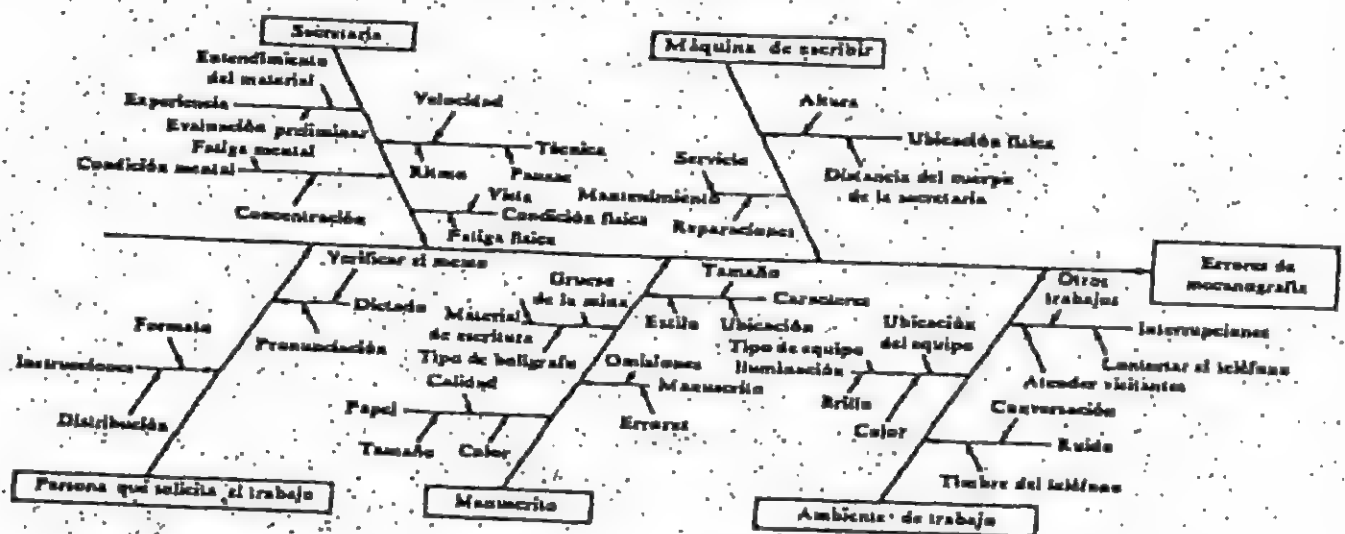 Secretaria
Máquina de escribir
Entendimiento
del material
Experiencia
Evaluación preliminar
Fatiga mental
Condición mental
Concentración
Velocidad
Técnica
Ritmo
Pausas
Vista
Condición física
Fatiga física
Altura
Ubicación física
Distancia del cuerpo
de la secretaria
Servicio
Mantenimiento
Reparaciones
Errores de
mecanografía
Verificar el memo
Dictado
Pronunciación
Formato
Instrucciones
Distribución
Persona que solicita el trabajo
Grueso
de la mina
Material
de escritura
Tipo de bolígrafo
Tamaño
Caracteres
Estilo
Ubicación
Omisiones
Manuscrito
Errores
Calidad
Papel
Tamaño
Color
Manuscrito
Ubicación
del equipo
Tipo de equipo
Iluminación
Brillo
Color
Otros
trabajos
Interrupciones
Contestar el teléfono
Atender visitantes
Conversación
Ruido
Timbre del teléfono
Ambiente de trabajo